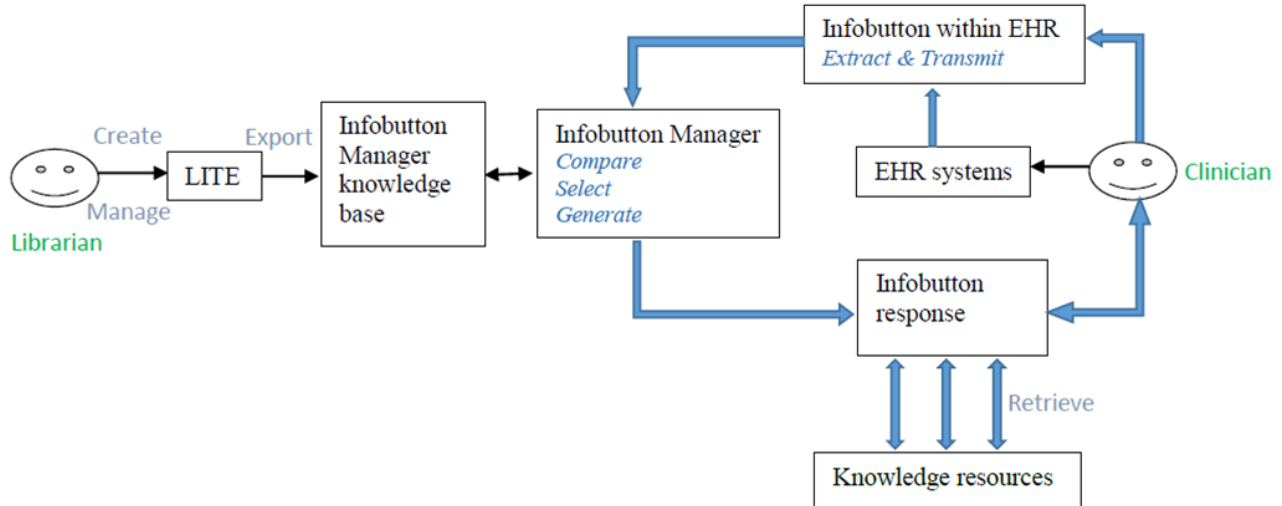 Infobutton within EHR
Extract & Transmit
Create
Export
Infobutton
Manager
knowledge
base
Infobutton Manager
Compare
Select
Generate
LITE
EHR systems
Clinician
Manage
Librarian
Infobutton
response
Retrieve
Knowledge resources